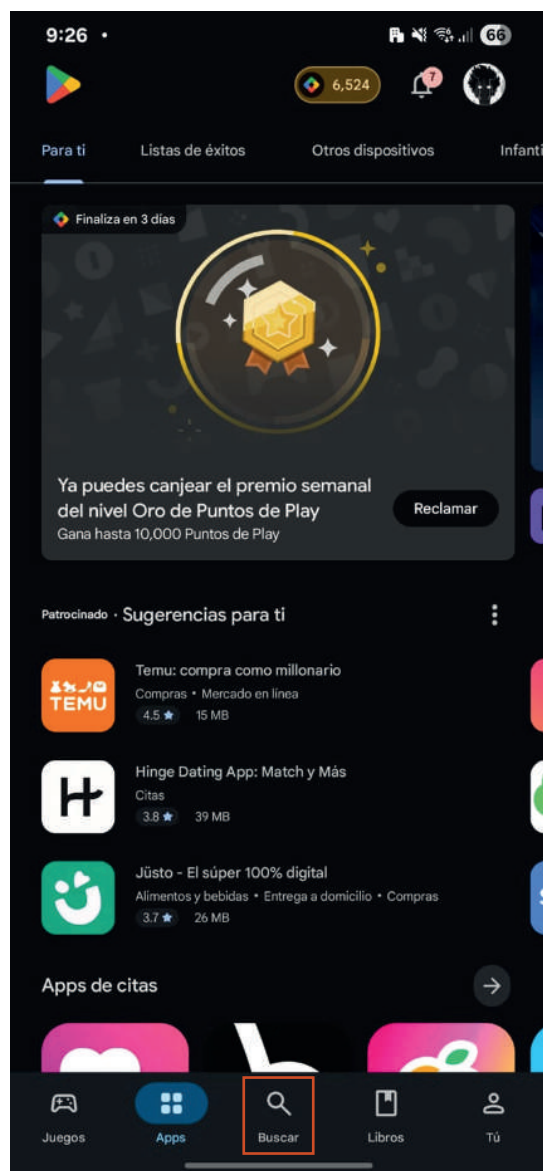 9:26
66
6,524
7
Para ti
Listas de éxitos
Otros dispositivos
Infanti
Finaliza en 3 días
Ya puedes canjear el premio semanal
del nivel Oro de Puntos de Play
Gana hasta 10,000 Puntos de Play
Reclamar
Patrocinado · Sugerencias para ti
TEMU
Temu: compra como millonario
Compras • Mercado en línea
4.5 ★ 15 MB
H
Hinge Dating App: Match y Más
Citas
3.8 ★ 39 MB
Jüsto - El súper 100% digital
Alimentos y bebidas • Entrega a domicilio • Compras
3.7 ★ 26 MB
Apps de citas
Juegos
Apps
Buscar
Libros
Tú